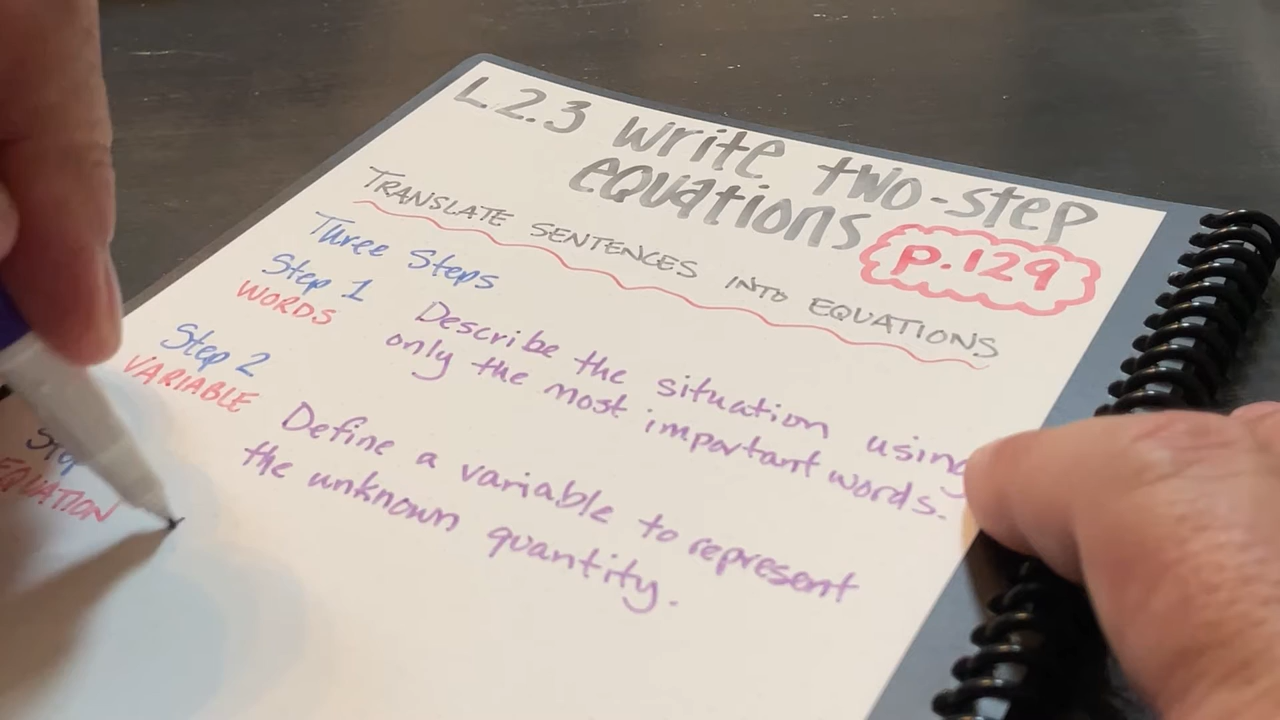 L.2.3 write two-step
equations
p.129
TRANSLATE SENTENCES INTO EQUATIONS
Three Steps
Step 1
WORDS
Describe the situation using
only the most important words.
Step 2
VARIABLE
Define a variable to represent
the unknown quantity.
EQUATION